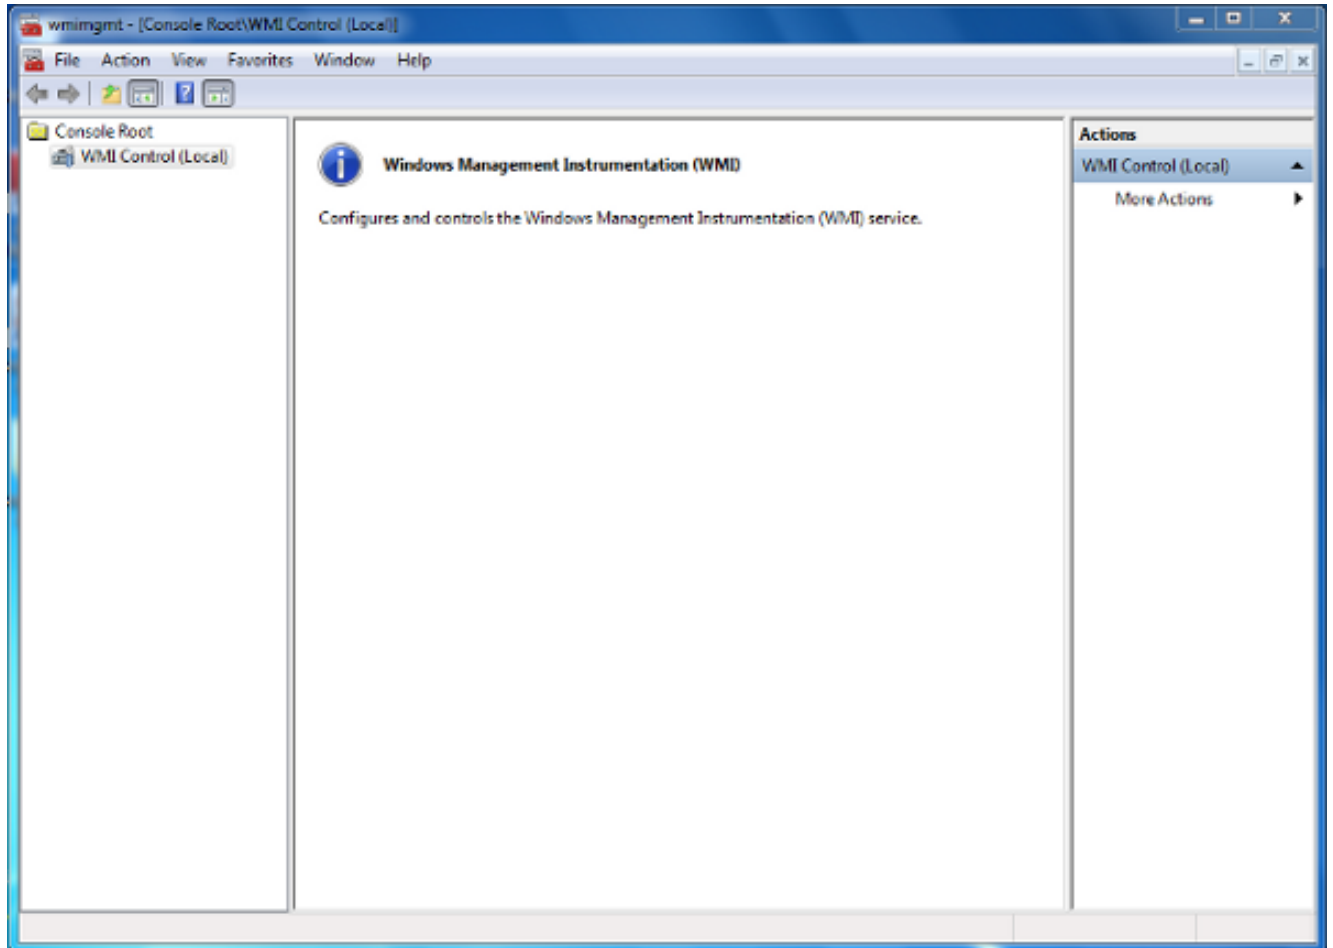 wmimgmt - [Console Root\WMI Control (Local)]
File Action View Favorites Window Help
Console Root
WMI Control (Local)
Windows Management Instrumentation (WMI)
Configures and controls the Windows Management Instrumentation (WMI) service.
Actions
WMI Control (Local)
More Actions